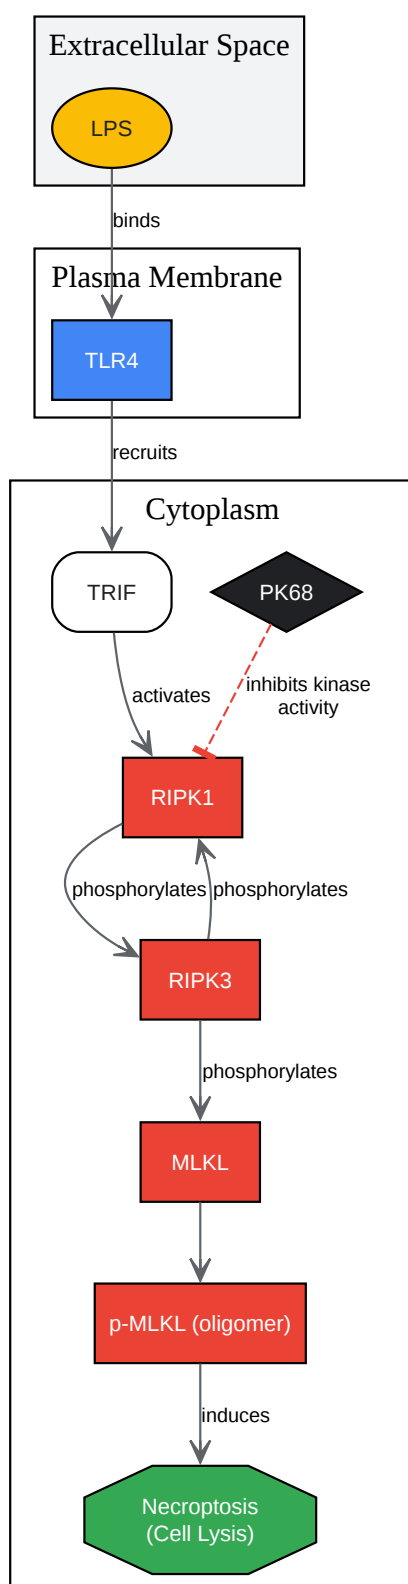 Extracellular Space
LPS
binds
Plasma Membrane
TLR4
recruits
Cytoplasm
TRIF
PK68
activates
inhibits kinase
activity
RIPK1
phosphorylates
phosphorylates
RIPK3
phosphorylates
MLKL
p-MLKL (oligomer)
induces
Necroptosis
(Cell Lysis)